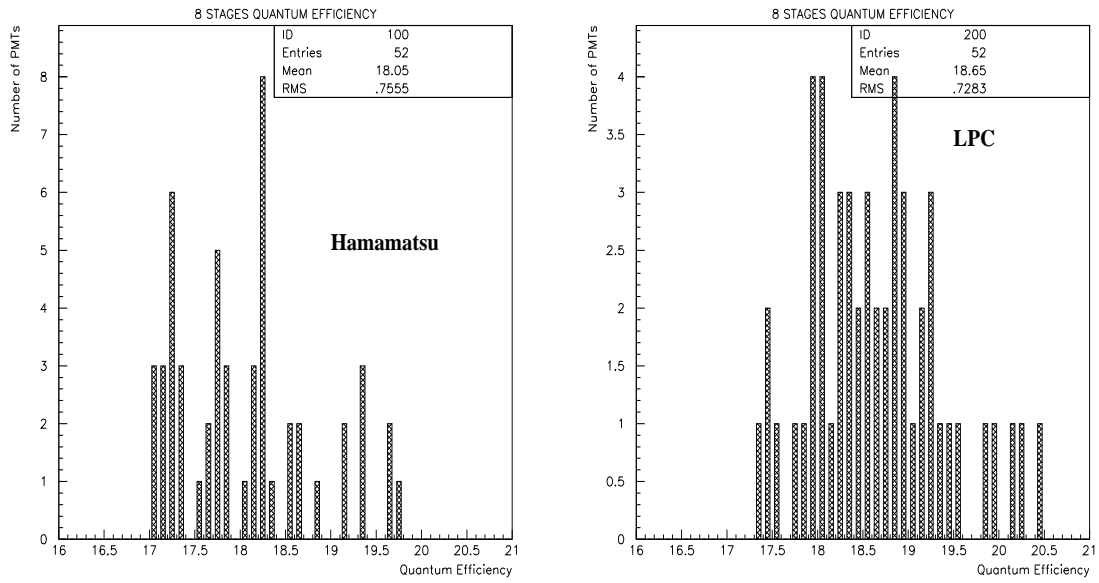 8 STAGES QUANTUM EFFICIENCY
ID 100
Entries 52
Mean 18.05
RMS .7555
Number of PMTs
8
7
6
5
4
3
2
1
0
Hamamatsu
16 16.5 17 17.5 18 18.5 19 19.5 20 20.5 21
Quantum Efficiency
8 STAGES QUANTUM EFFICIENCY
ID 200
Entries 52
Mean 18.65
RMS .7283
Number of PMTs
4
3.5
3
2.5
2
1.5
1
0.5
0
LPC
16 16.5 17 17.5 18 18.5 19 19.5 20 20.5 21
Quantum Efficiency